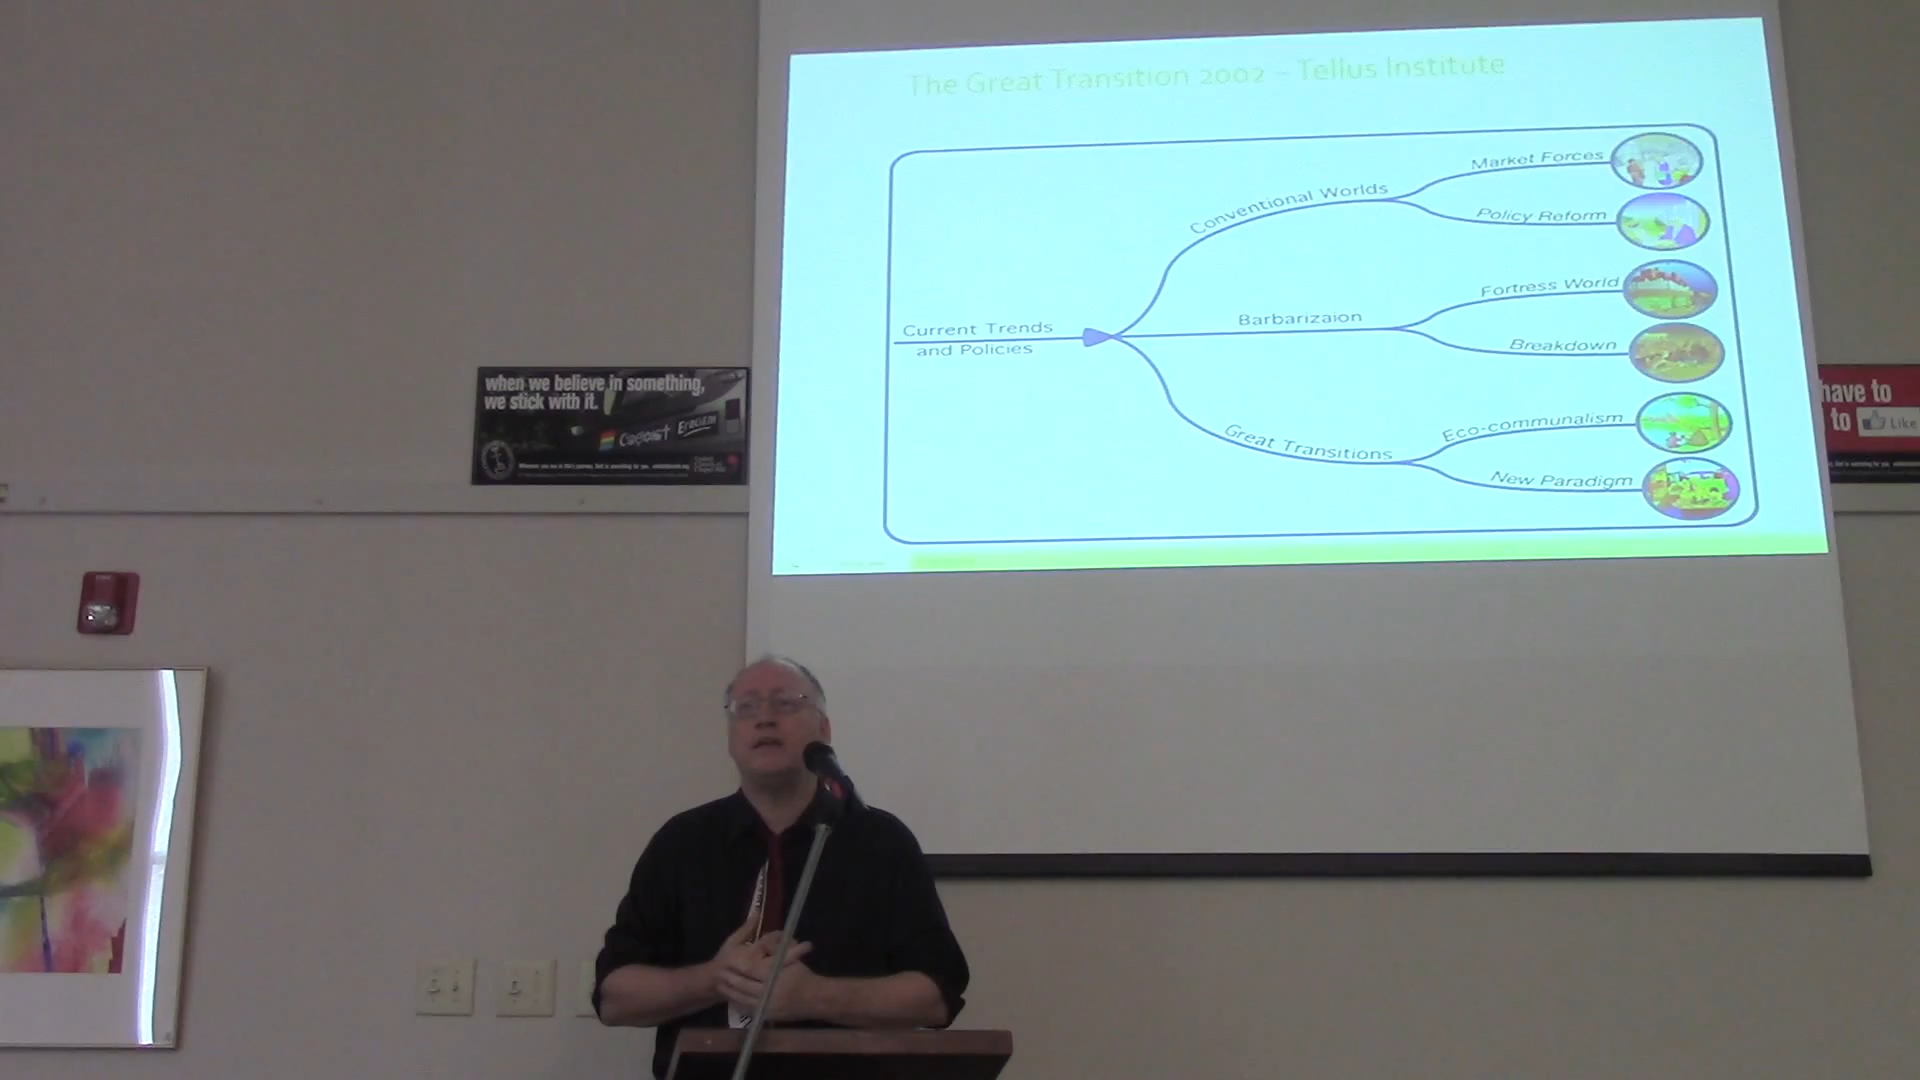 The Great Transition 2002 – Tellus Institute
Market Forces
Conventional Worlds
Policy Reform
Fortress World
Barbarizaion
Current Trends
and Policies
Breakdown
Eco-communalism
Great Transitions
New Paradigm
when we believe in something,
we stick with it.
have to
to Like